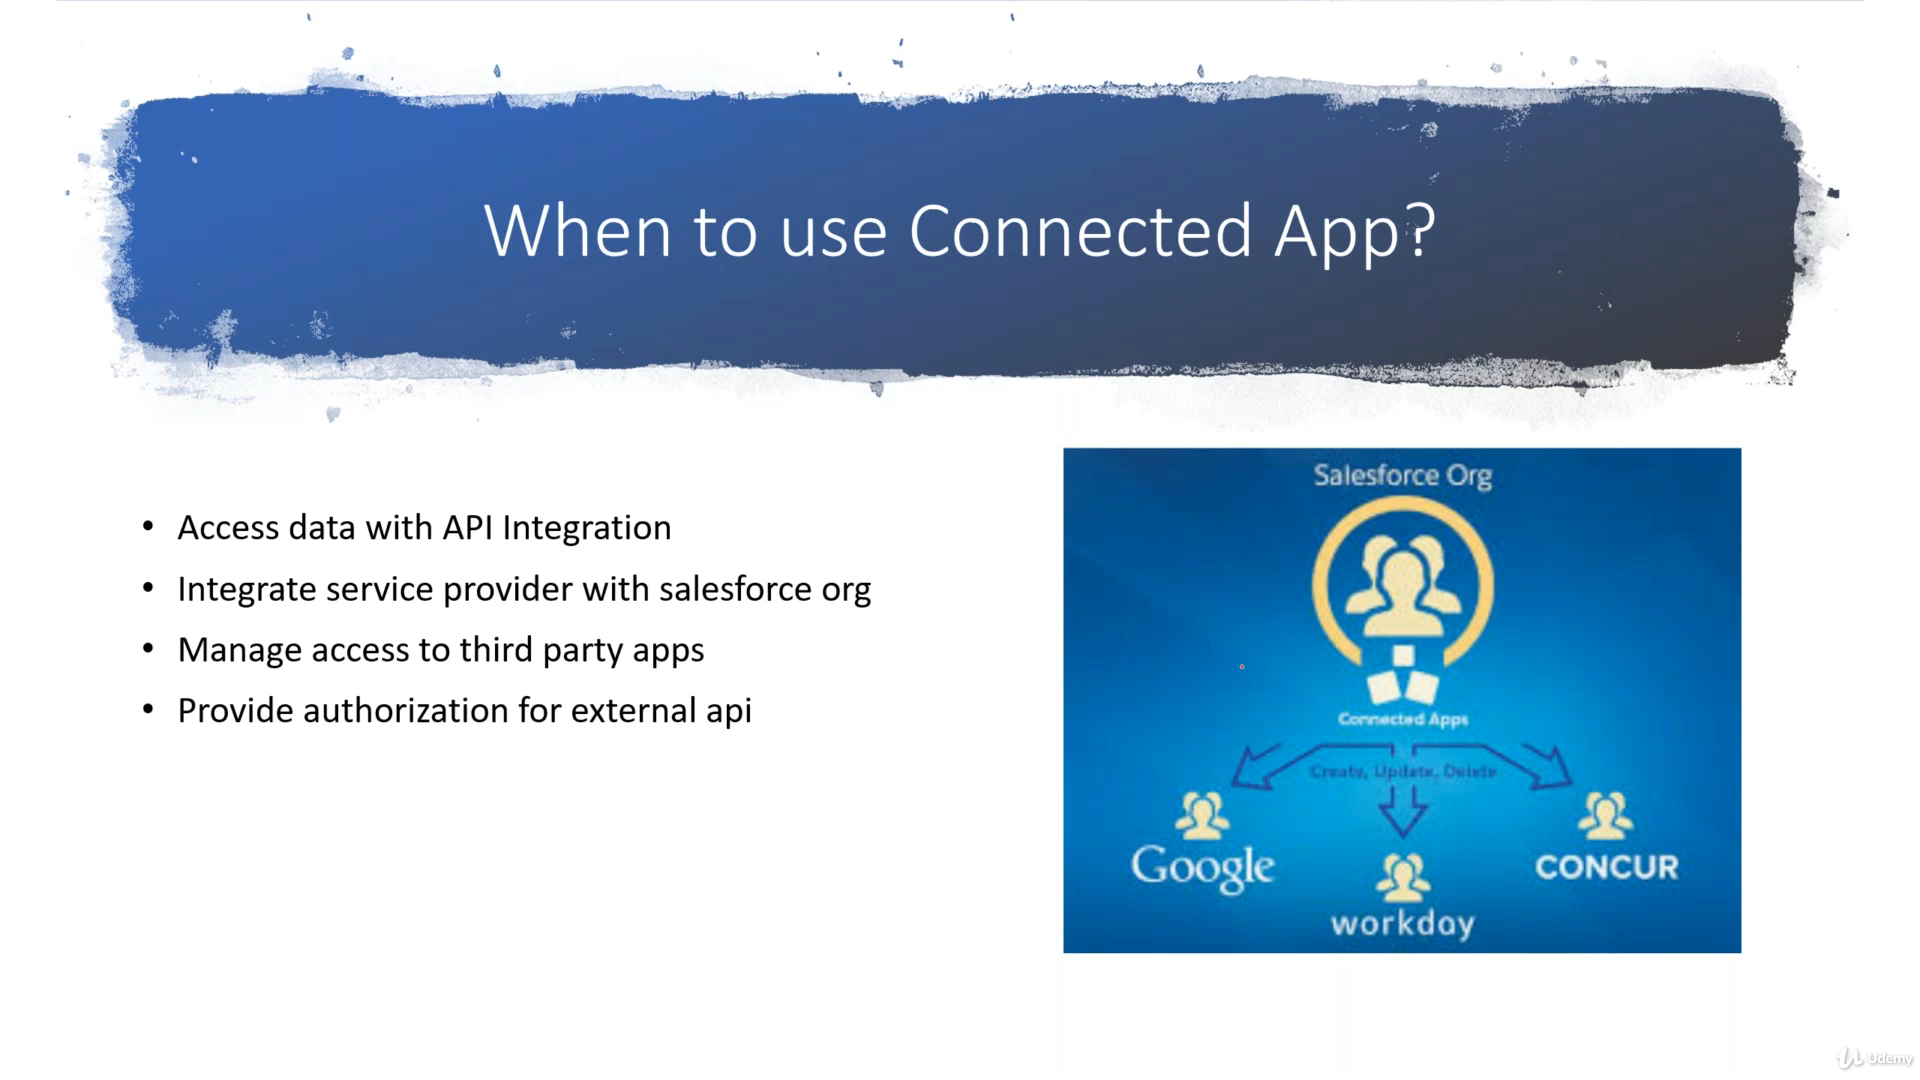 When to use Connected App?
• Access data with API Integration
• Integrate service provider with salesforce org
• Manage access to third party apps
• Provide authorization for external api
Salesforce Org
Connected Apps
Create, Update, Delete
Google
workday
CONCUR
Udemy